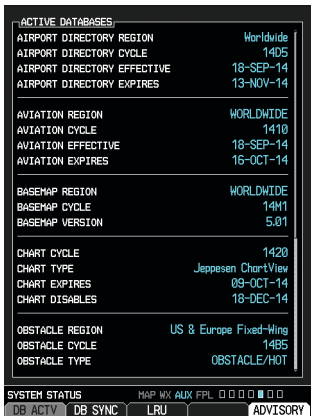 ACTIVE DATABASES
AIRPORT DIRECTORY REGION Worldwide
AIRPORT DIRECTORY CYCLE 14D5
AIRPORT DIRECTORY EFFECTIVE 18-SEP-14
AIRPORT DIRECTORY EXPIRES 13-NOV-14
AVIATION REGION WORLDWIDE
AVIATION CYCLE 1410
AVIATION EFFECTIVE 18-SEP-14
AVIATION EXPIRES 16-OCT-14
BASEMAP REGION WORLDWIDE
BASEMAP CYCLE 14M1
BASEMAP VERSION 5.01
CHART CYCLE 1420
CHART TYPE Jeppesen ChartView
CHART EXPIRES 09-OCT-14
CHART DISABLES 18-DEC-14
OBSTACLE REGION US & Europe Fixed-Wing
OBSTACLE CYCLE 14B5
OBSTACLE TYPE OBSTACLE/HOT
SYSTEM STATUS MAP WX AUX FPL
DB ACTV DB SYNC LRU ADVISORY